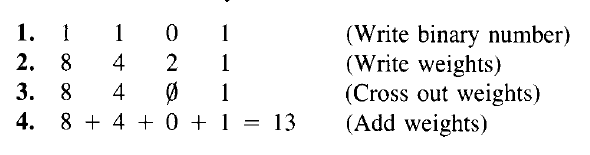 1. 1 1 0 1 (Write binary number)
2. 8 4 2 1 (Write weights)
3. 8 4 0̸ 1 (Cross out weights)
4. 8 + 4 + 0 + 1 = 13 (Add weights)